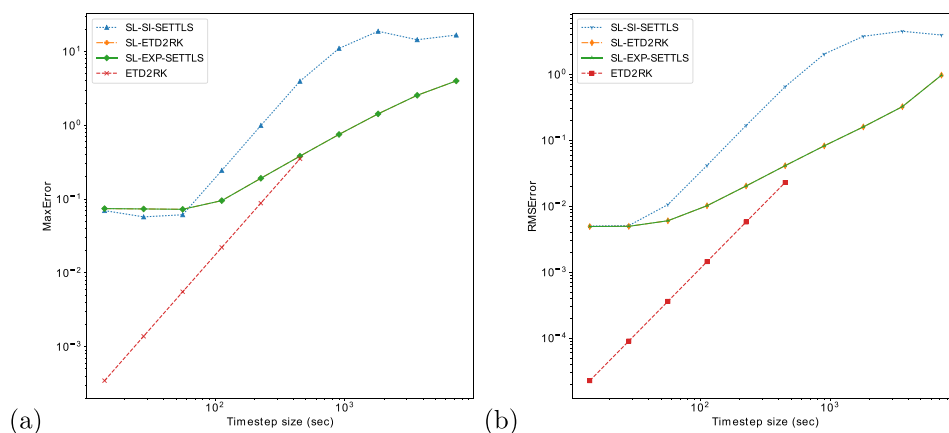 SL-SI-SETTLS
SL-ETD2RK
SL-EXP-SETTLS
ETD2RK
10^1
10^0
10^-1
10^-2
10^-3
MaxError
10^2
10^3
Timestep size (sec)
(a)
SL-SI-SETTLS
SL-ETD2RK
SL-EXP-SETTLS
ETD2RK
10^0
10^-1
10^-2
10^-3
10^-4
RMSError
10^2
10^3
Timestep size (sec)
(b)